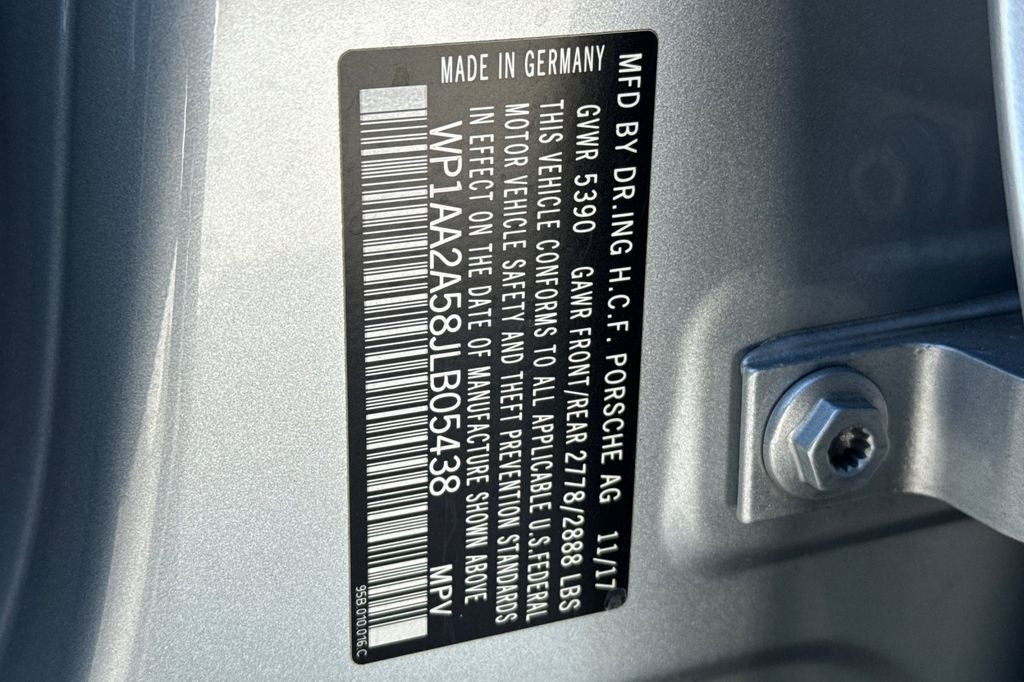 MFD BY DR.ING H.C.F. PORSCHE AG 11/17
GVWR 5390 GAWR FRONT/REAR 2778/2888 LBS
THIS VEHICLE CONFORMS TO ALL APPLICABLE U.S.FEDERAL
MOTOR VEHICLE SAFETY AND THEFT PREVENTION STANDARDS
IN EFFECT ON THE DATE OF MANUFACTURE SHOWN ABOVE
WP1AA2A58JLB05438 MPV
MADE IN GERMANY
95B.010.016.C